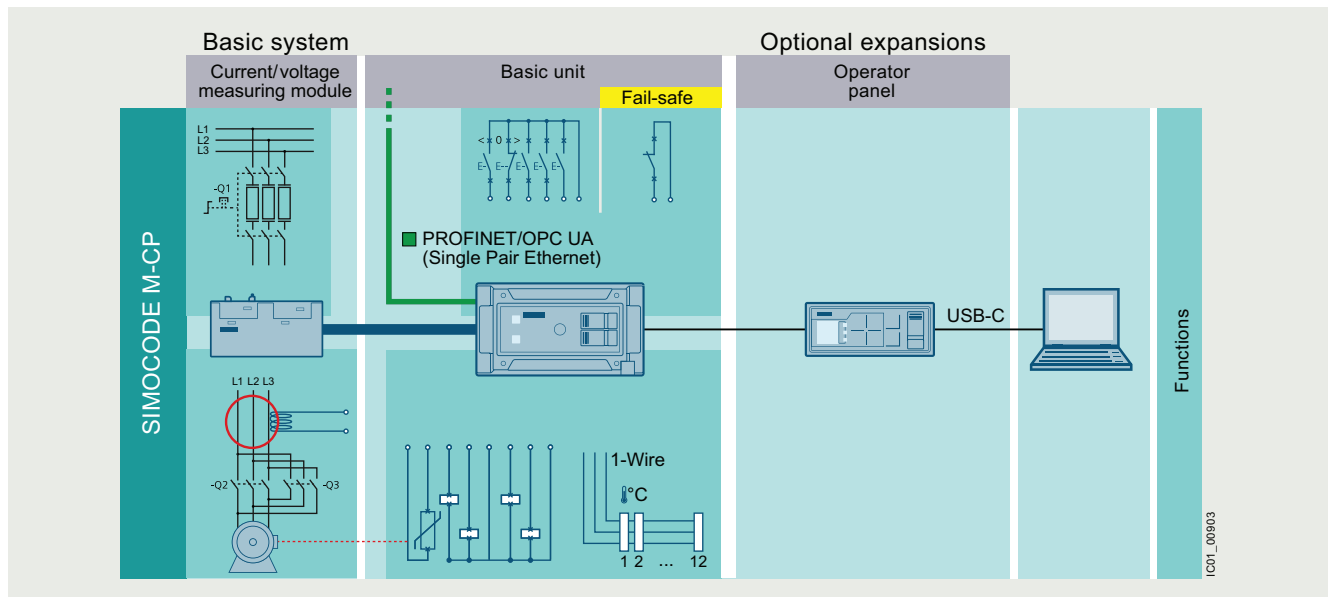 Basic system
Optional expansions
Current/voltage
measuring module
Basic unit
Operator
panel
Fail-safe
SIMOCODE M-CP
L1
L2
L3
-Q1
< 0 >
E- E-- E- E- E-
PROFINET/OPC UA
(Single Pair Ethernet)
USB-C
Functions
L1 L2 L3
-Q2
-Q3
1-Wire
°C
1 2 ... 12
IC01_00903